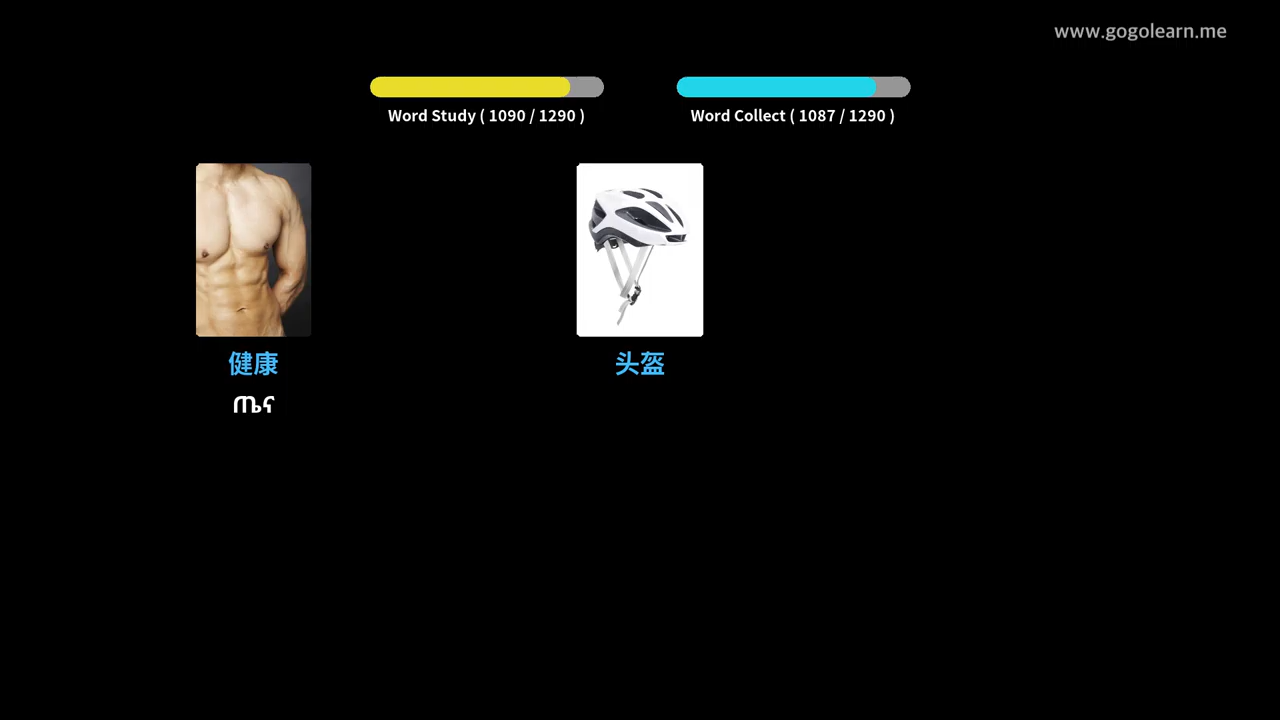 www.gogolearn.me
Word Study ( 1090 / 1290 )
Word Collect ( 1087 / 1290 )
健康
头盔
ጤና